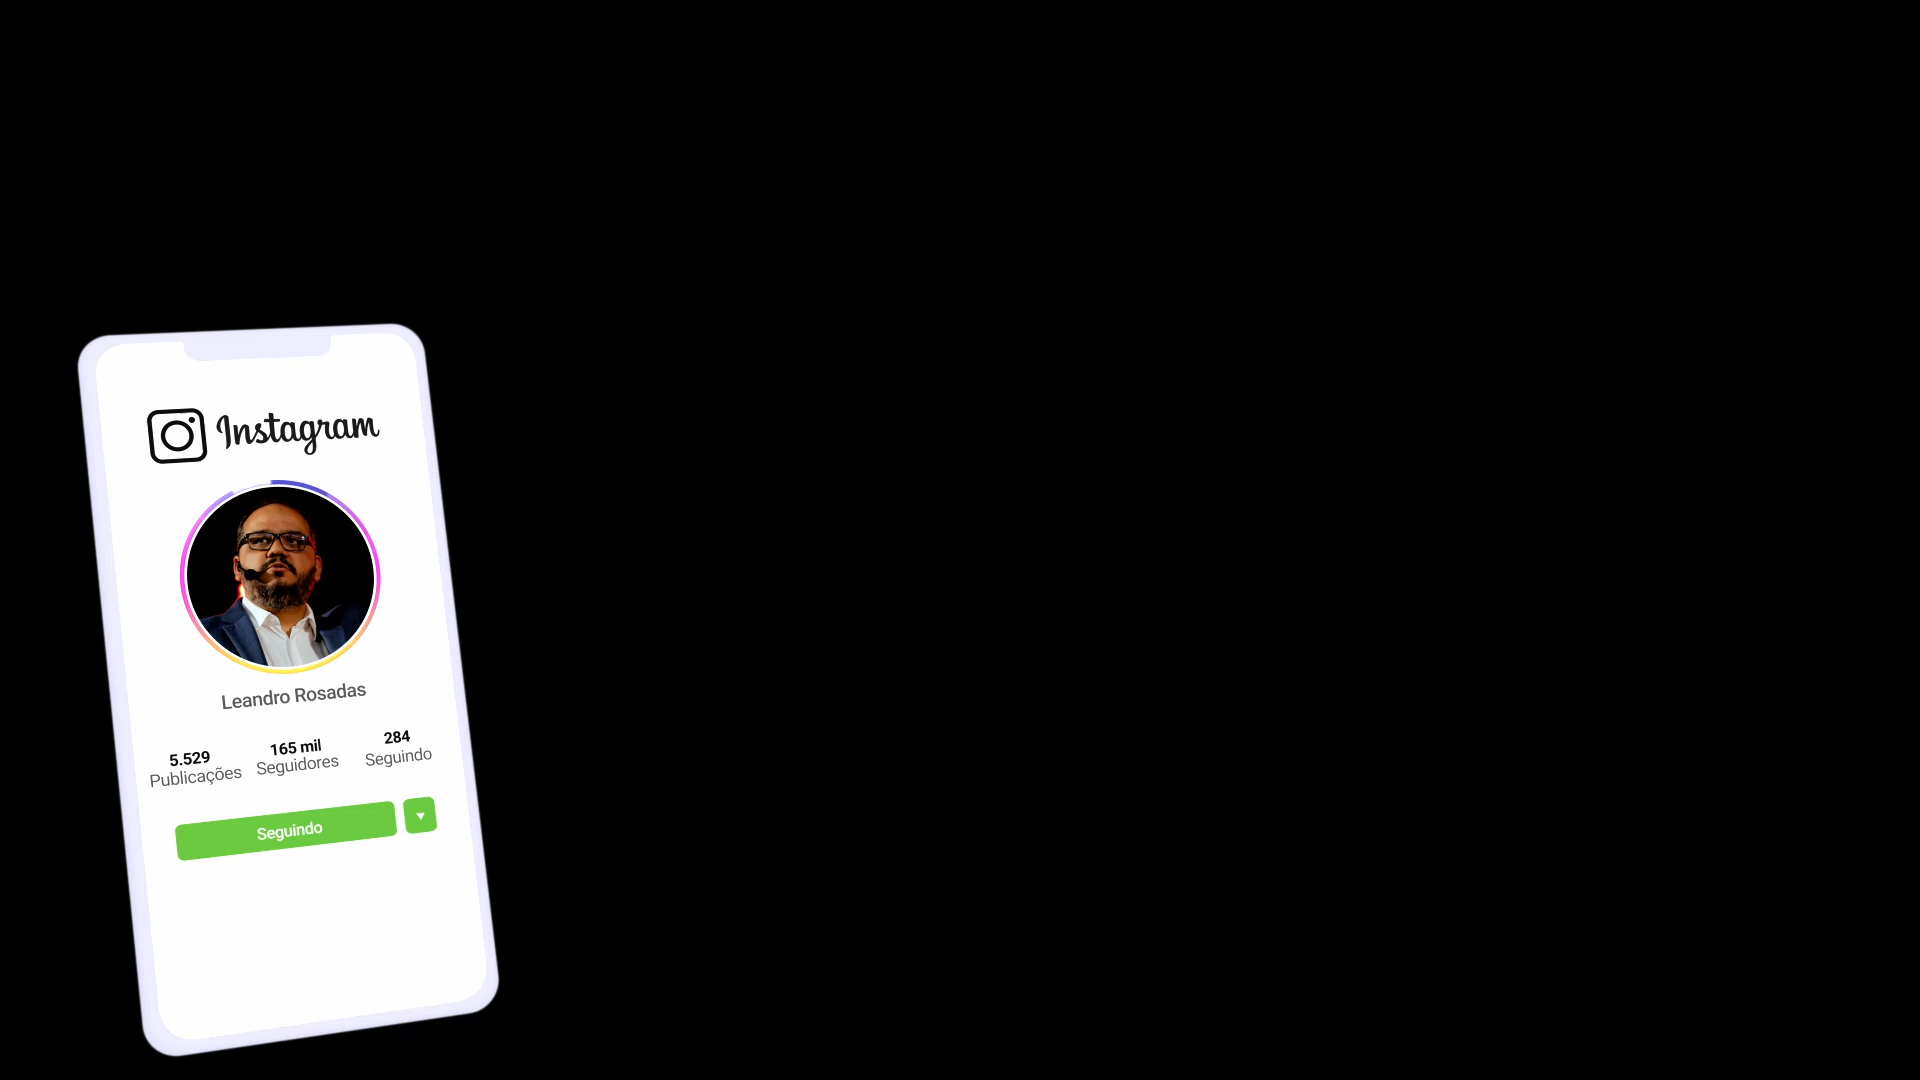 Instagram
Leandro Rosadas
5.529 165 mil 284
Publicações Seguidores Seguindo
Seguindo